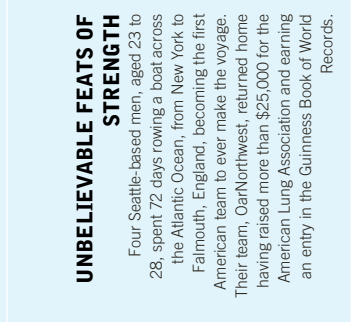 UNBELIEVABLE FEATS OF
STRENGTH
Four Seattle-based men, aged 23 to
28, spent 72 days rowing a boat across
the Atlantic Ocean, from New York to
Falmouth, England, becoming the first
American team to ever make the voyage.
Their team, OarNorthwest, returned home
having raised more than $25,000 for the
American Lung Association and earning
an entry in the Guinness Book of World
Records.